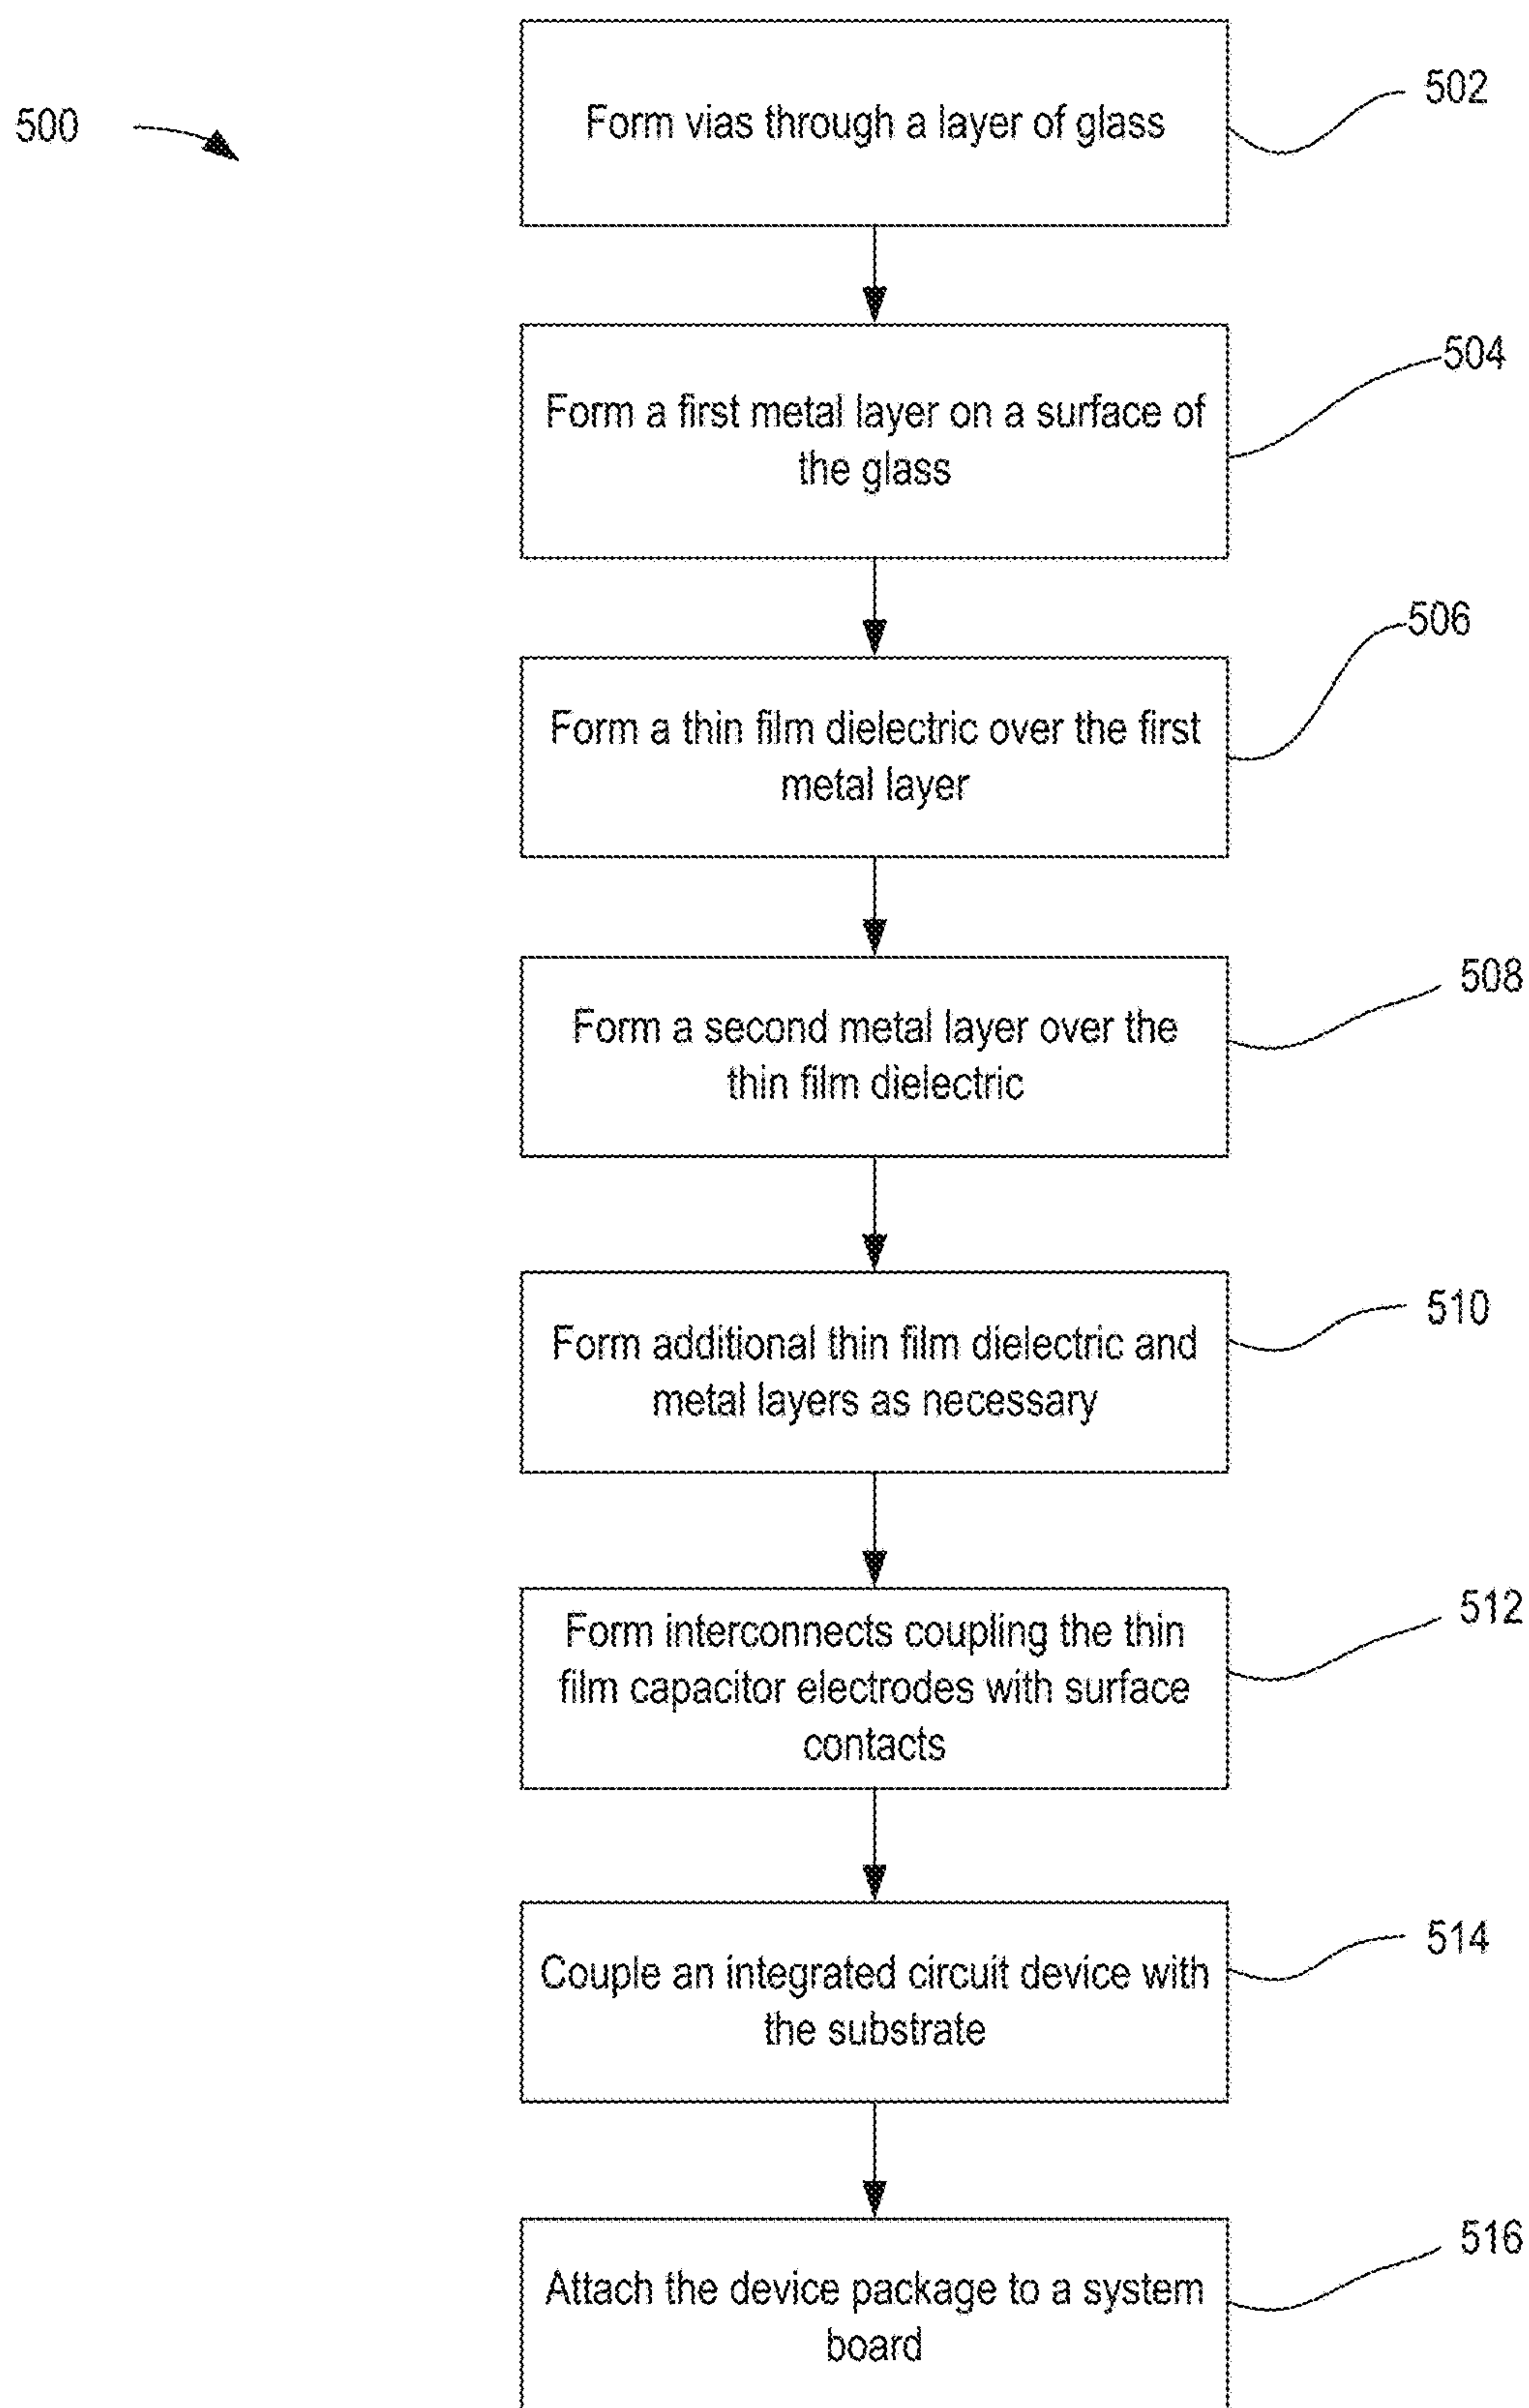 500
Form vias through a layer of glass
502
Form a first metal layer on a surface of
the glass
504
Form a thin film dielectric over the first
metal layer
506
Form a second metal layer over the
thin film dielectric
508
Form additional thin film dielectric and
metal layers as necessary
510
Form interconnects coupling the thin
film capacitor electrodes with surface
contacts
512
Couple an integrated circuit device with
the substrate
514
Attach the device package to a system
board
516